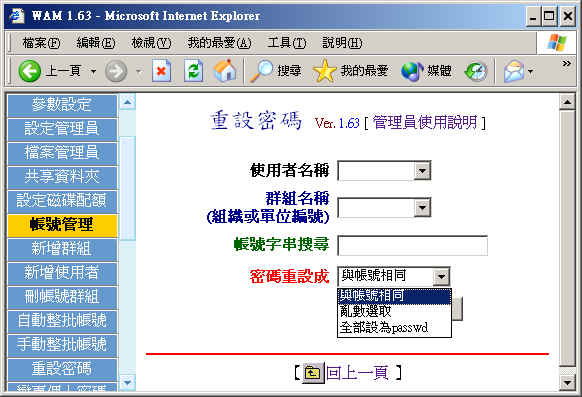 WAM 1.63 - Microsoft Internet Explorer
檔案(F) 編輯(E) 檢視(V) 我的最愛(A) 工具(T) 說明(H)
上一頁 搜尋 我的最愛 媒體 »
參數設定
設定管理員
檔案管理員
共享資料夾
設定磁碟配額
帳號管理
新增群組
新增使用者
刪帳號群組
自動整批帳號
手動整批帳號
重設密碼
重設密碼 Ver. 1.63 [ 管理員使用說明 ]
使用者名稱
群組名稱
(組織或單位編號)
帳號字串搜尋
密碼重設成 與帳號相同
與帳號相同
亂數選取
全部設為passwd
[ 回上一頁 ]